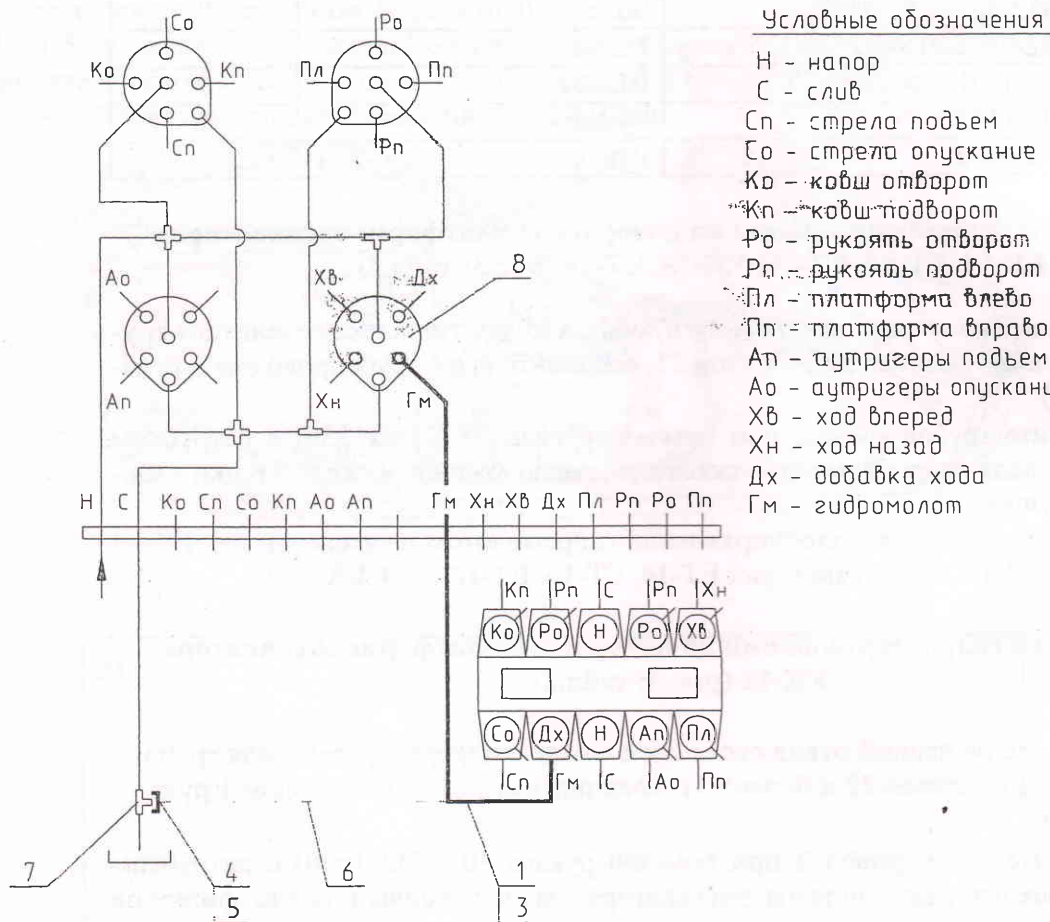 Со
Ро
Условные обозначения
Ко
Кп
Пл
Пп
Н - напор
С - слив
Сп
Рп
Сп - стрела подъем
Со - стрела опускание
Ко - ковш отворот
Кп - ковш подворот
Ро - рукоять отворот
Рп - рукоять подворот
Пл - платформа влево
Пп - платформа вправо
Ап - аутригеры подъем
Ао - аутригеры опускани
Хв - ход вперед
Хн - ход назад
Дх - добавка хода
Гм - гидромолот
Ао
Хв
Дх
8
Ап
Хн
Гм
Н С Ко Сп Со Кп Ао Ап Гм Хн Хв Дх Пл Рп Ро Пп
Кп Рп С Рп Хн
Ко Ро Н Ро Хв
Со Дх Н Ап Пл
Сп Гм С Ао Пп
7 4 6 1
5 3